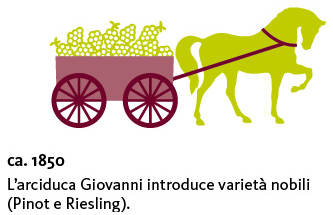 ca. 1850
L'arciduca Giovanni introduce varietà nobili
(Pinot e Riesling).